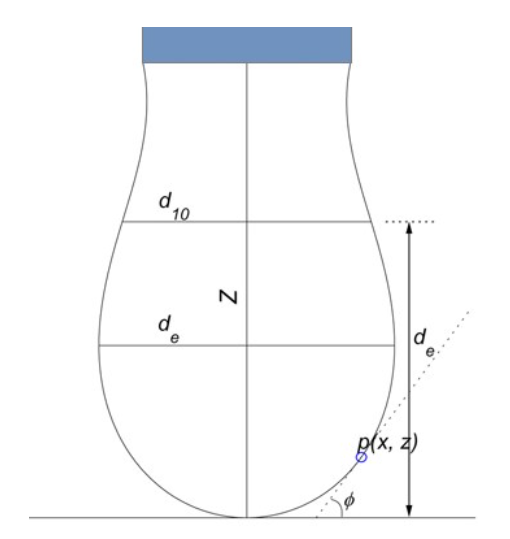 d10
Z
de
de
p(x, z)
ϕ